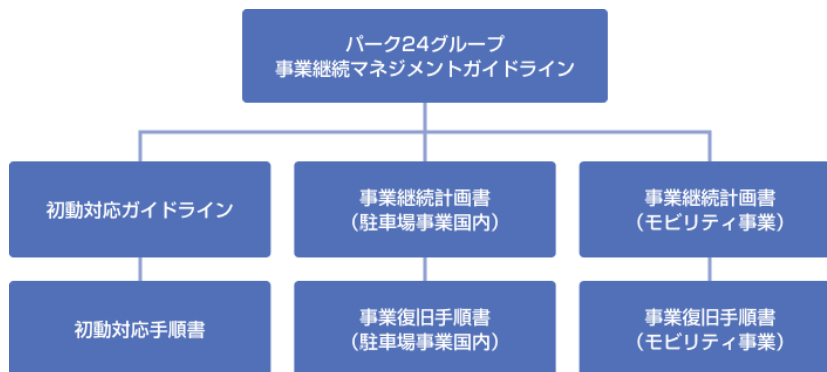 パーク24グループ
事業継続マネジメントガイドライン
初動対応ガイドライン
事業継続計画書
（駐車場事業国内）
事業継続計画書
（モビリティ事業）
初動対応手順書
事業復旧手順書
（駐車場事業国内）
事業復旧手順書
（モビリティ事業）